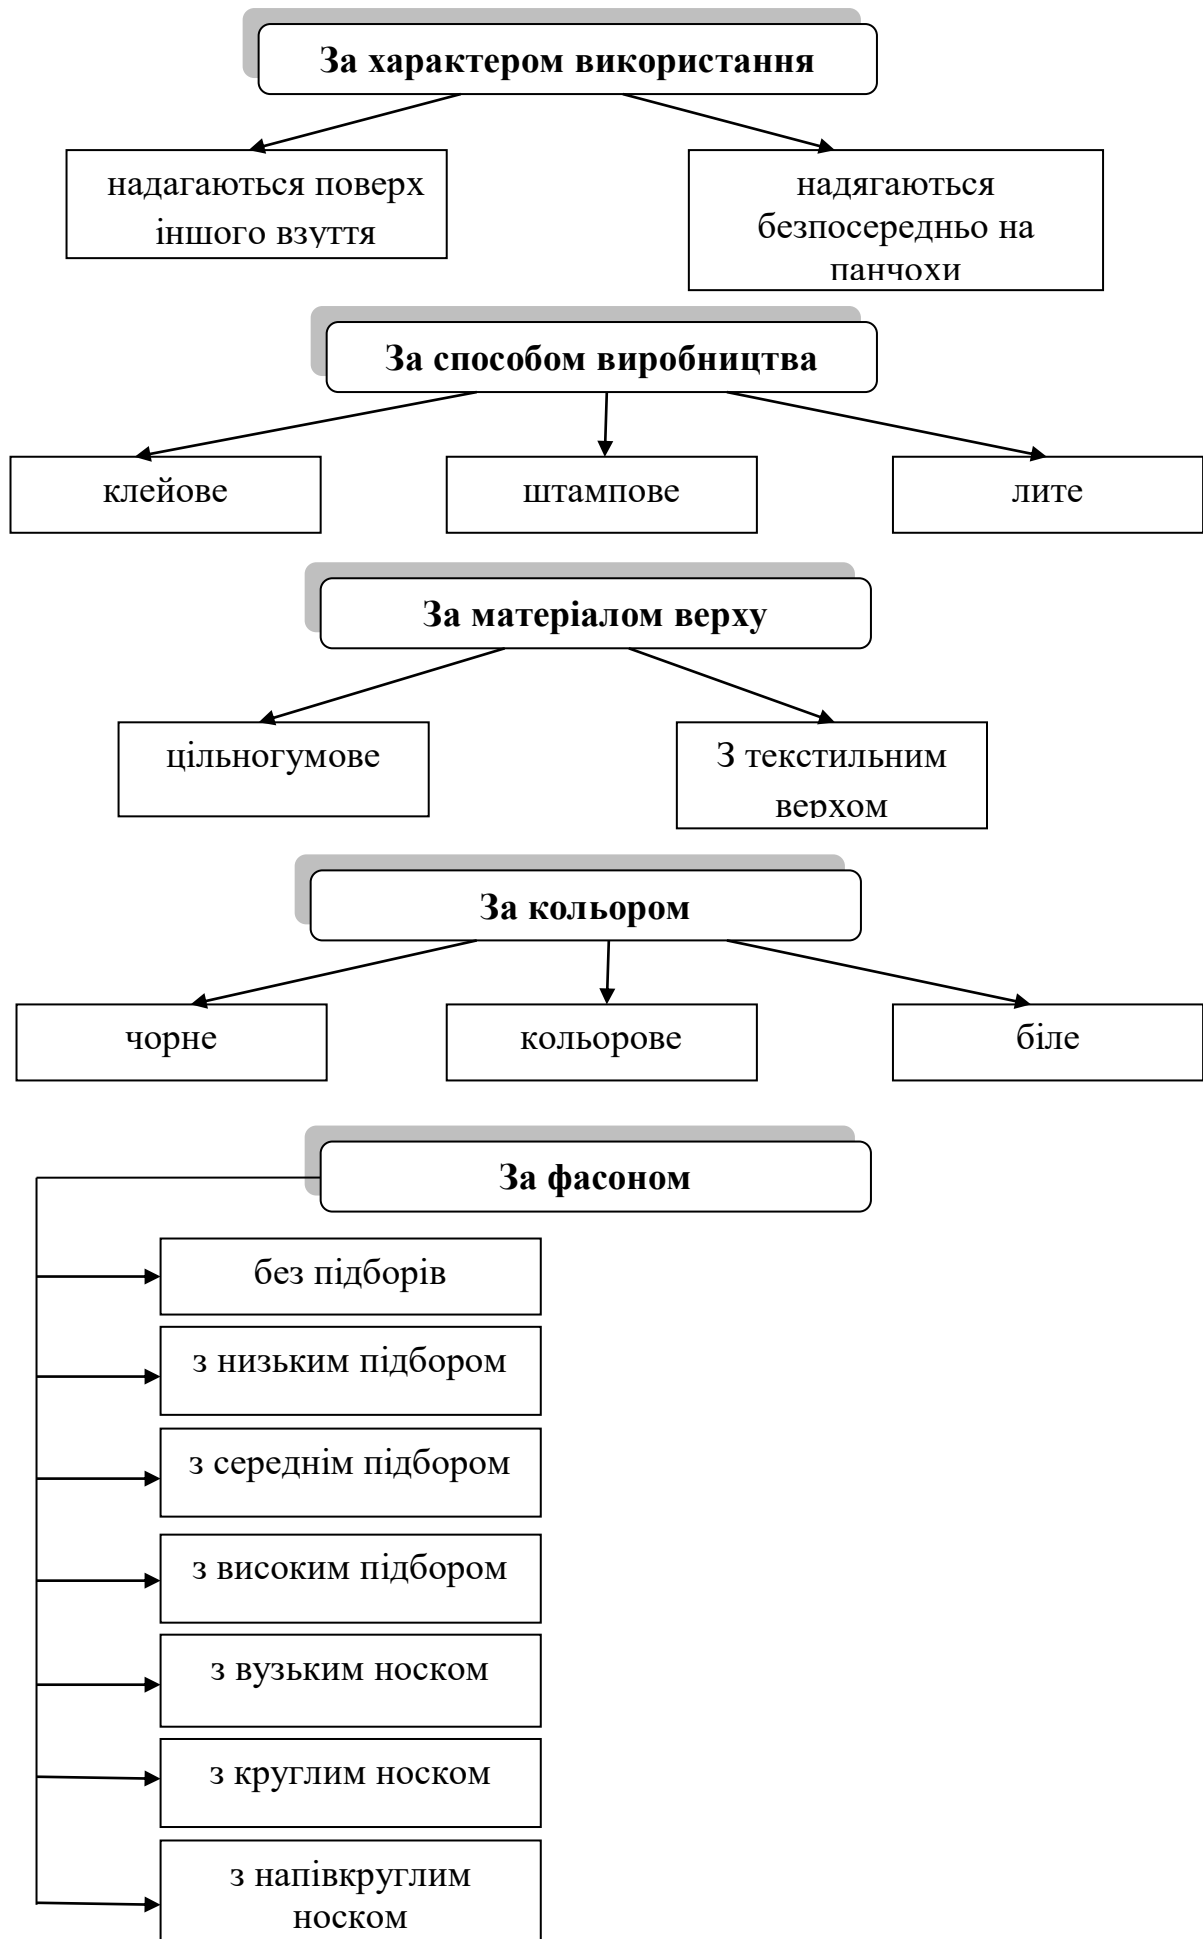 За характером використання
надагаються поверх
іншого взуття
надягаються
безпосередньо на
панчохи
За способом виробництва
клейове
штампове
лите
За матеріалом верху
цільногумове
З текстильним
верхом
За кольором
чорне
кольорове
біле
За фасоном
без підборів
з низьким підбором
з середнім підбором
з високим підбором
з вузьким носком
з круглим носком
з напівкруглим
носком